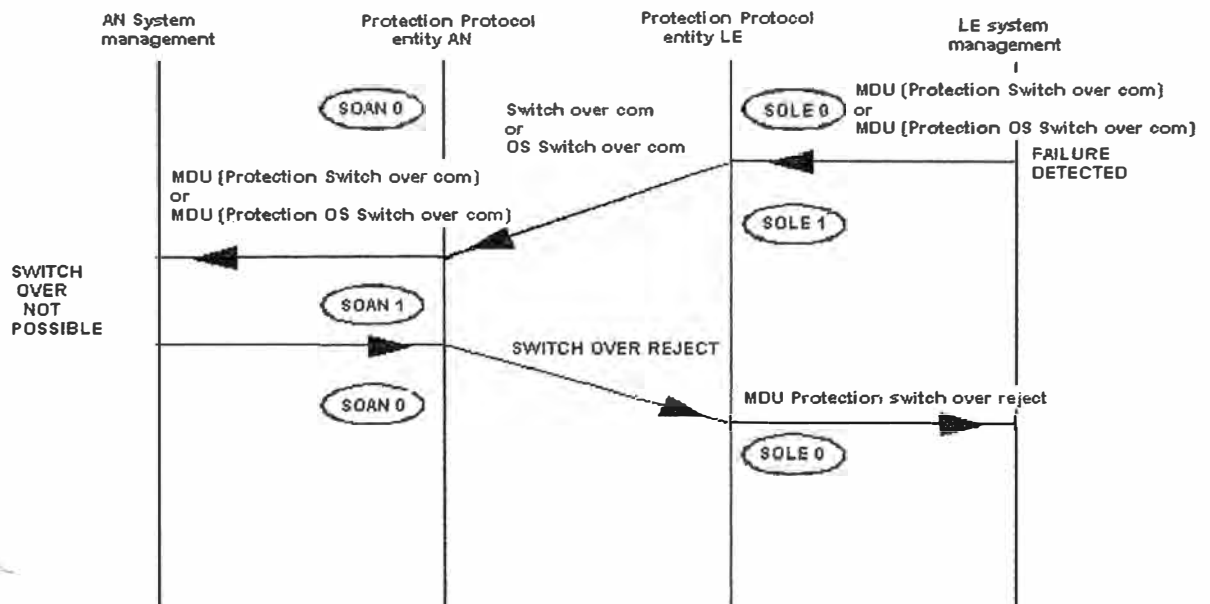 AN System
management
Protection Protocol
entity AN
Protection Protocol
entity LE
LE system
management
SOAN 0
Switch over com
or
OS Switch over com
SOLE 0
MDU (Protection Switch over com)
or
MDU (Protection OS Switch over com)
FAILURE
DETECTED
MDU (Protection Switch over com)
or
MDU (Protection OS Switch over com)
SOLE 1
SWITCH
OVER
NOT
POSSIBLE
SOAN 1
SWITCH OVER REJECT
SOAN 0
MDU Protection switch over reject
SOLE 0